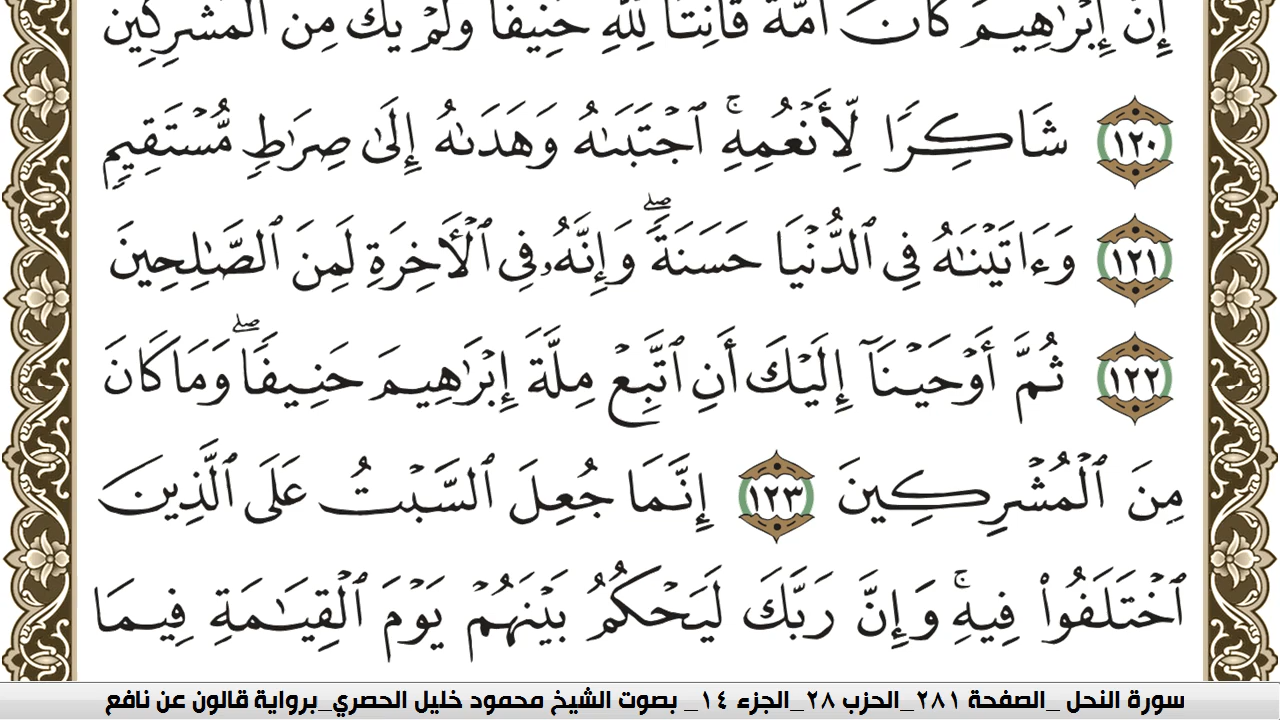 إِنَّ إِبْرَٰهِيمَ كَانَ أُمَّةً قَانِتًا لِّلَّهِ حَنِيفًا وَلَمْ يَكُ مِنَ الْمُشْرِكِينَ
١٢٠ شَاكِرًا لِّأَنْعُمِهِ ۚ ٱجْتَبَىٰهُ وَهَدَىٰهُ إِلَىٰ صِرَٰطٍ مُّسْتَقِيمٍ
١٢١ وَءَاتَيْنَٰهُ فِى ٱلدُّنْيَا حَسَنَةً ۖ وَإِنَّهُۥ فِى ٱلْأَخِرَةِ لَمِنَ ٱلصَّٰلِحِينَ
١٢٢ ثُمَّ أَوْحَيْنَآ إِلَيْكَ أَنِ ٱتَّبِعْ مِلَّةَ إِبْرَٰهِيمَ حَنِيفًا ۖ وَمَا كَانَ
مِنَ ٱلْمُشْرِكِينَ ١٢٣ إِنَّمَا جُعِلَ ٱلسَّبْتُ عَلَى ٱلَّذِينَ
ٱخْتَلَفُوا۟ فِيهِ ۚ وَإِنَّ رَبَّكَ لَيَحْكُمُ بَيْنَهُمْ يَوْمَ ٱلْقِيَٰمَةِ فِيمَا
سورة النحل _الصفحة ٢٨١_الحزب ٢٨_الجزء ١٤_ بصوت الشيخ محمود خليل الحصري_برواية قالون عن نافع